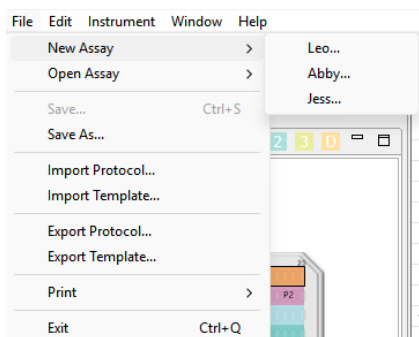 File Edit Instrument Window Help
New Assay >
Leo...
Open Assay >
Abby...
Jess...
Save... Ctrl+S
Save As...
2 3 D
Import Protocol...
Import Template...
Export Protocol...
Export Template...
Print >
P2
Exit Ctrl+Q